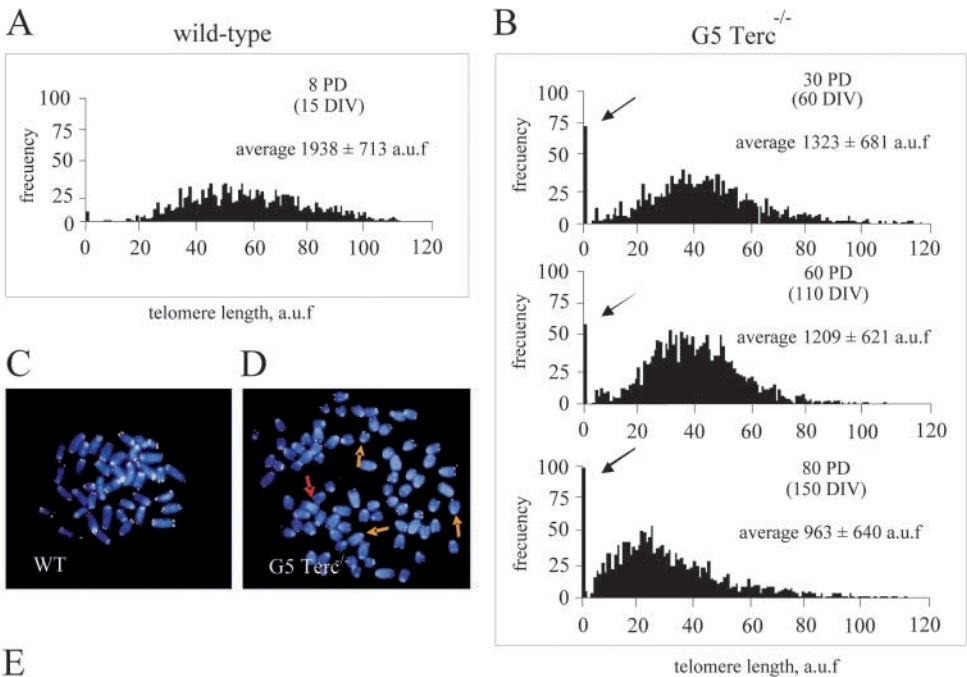 A
wild-type
8 PD
(15 DIV)
average 1938 ± 713 a.u.f
frecuency
100
75
50
25
0
0 20 40 60 80 100 120
telomere length, a.u.f
B
G5 Terc-/-
30 PD
(60 DIV)
average 1323 ± 681 a.u.f
frecuency
100
75
50
25
0
0 20 40 60 80 100 120
60 PD
(110 DIV)
average 1209 ± 621 a.u.f
frecuency
100
75
50
25
0
0 20 40 60 80 100 120
80 PD
(150 DIV)
average 963 ± 640 a.u.f
frecuency
100
75
50
25
0
0 20 40 60 80 100 120
telomere length, a.u.f
C
WT
D
G5 Terc-/
E